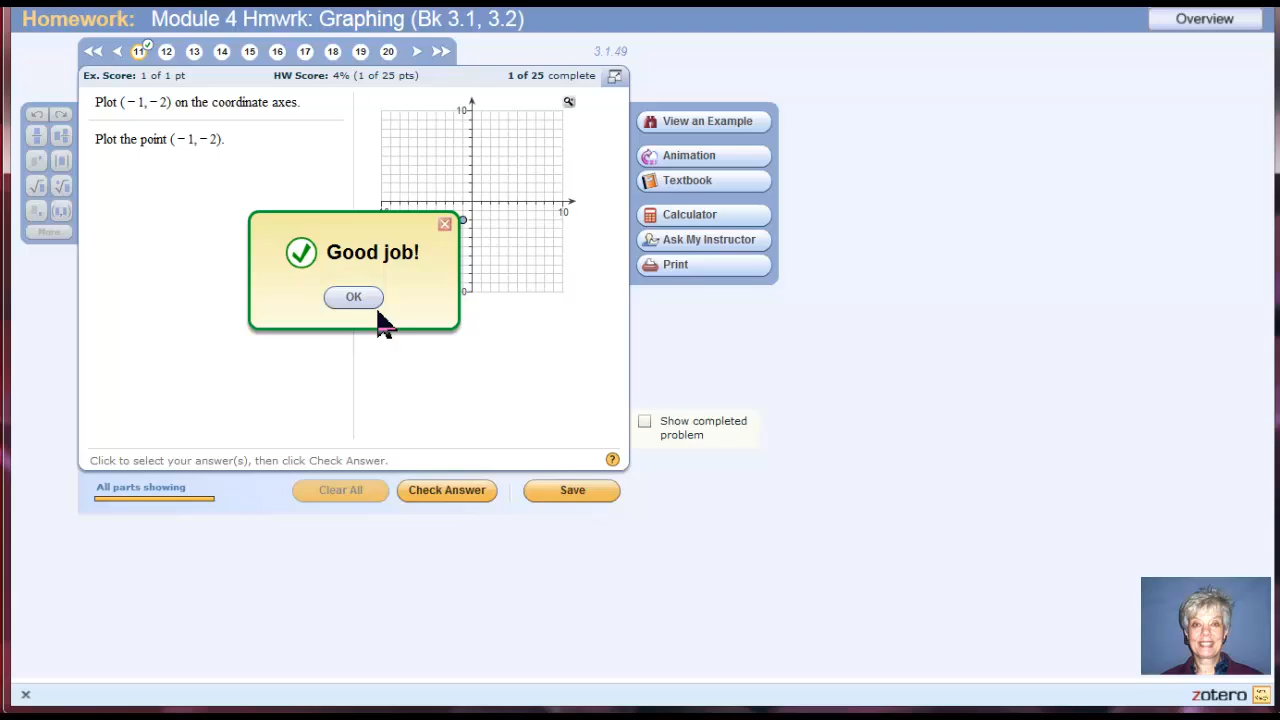 Homework: Module 4 Hmwrk: Graphing (Bk 3.1, 3.2)
Overview
11 12 13 14 15 16 17 18 19 20
3.1.49
Ex. Score: 1 of 1 pt
HW Score: 4% (1 of 25 pts)
1 of 25 complete
Plot (−1,−2) on the coordinate axes.
Plot the point (−1,−2).
10
10
Good job!
OK
View an Example
Animation
Textbook
Calculator
Ask My Instructor
Print
More
Show completed
problem
Click to select your answer(s), then click Check Answer.
?
All parts showing
Clear All
Check Answer
Save
zotero